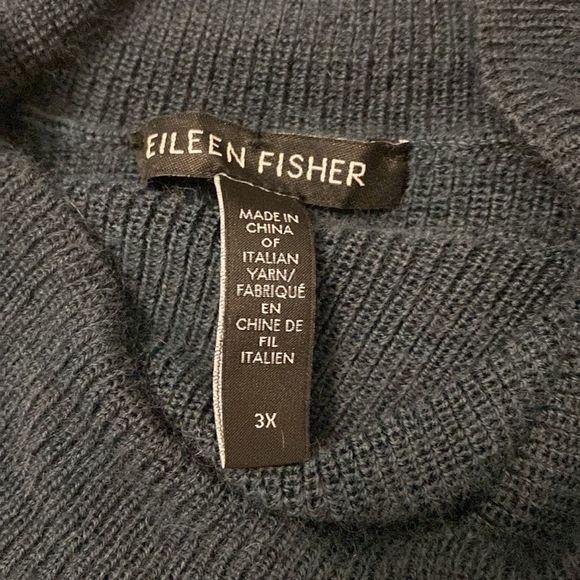 EILEEN FISHER
MADE IN
CHINA
OF
ITALIAN
YARN/
FABRIQUÉ
EN
CHINE DE
FIL
ITALIEN
3X